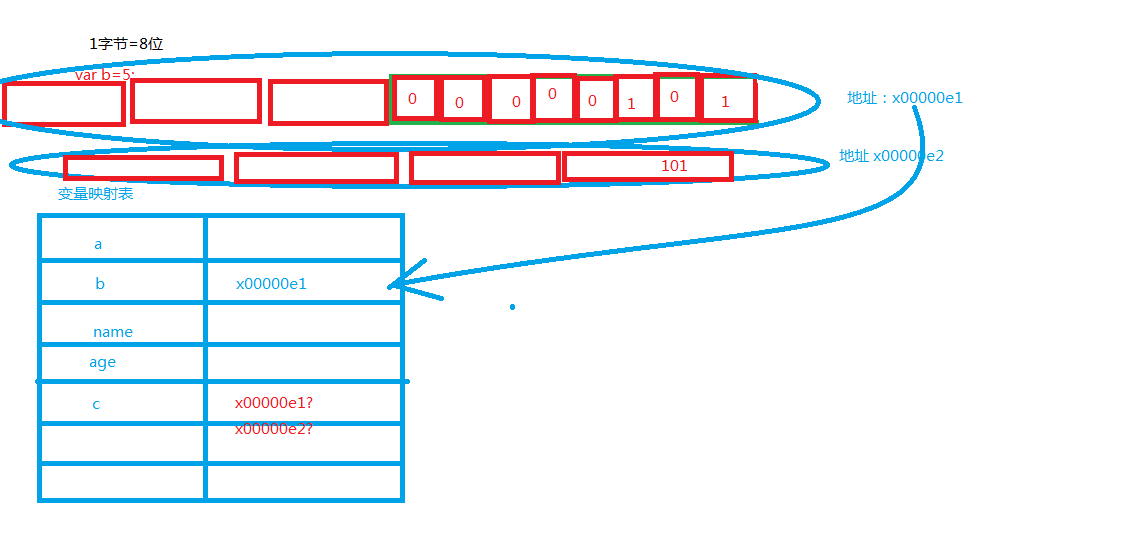 1字节=8位
var b=5;
0 0 0 0 0 1 0 1
地址：x00000e1
101
地址 x00000e2
变量映射表
a
b x00000e1
name
age
c x00000e1?
x00000e2?